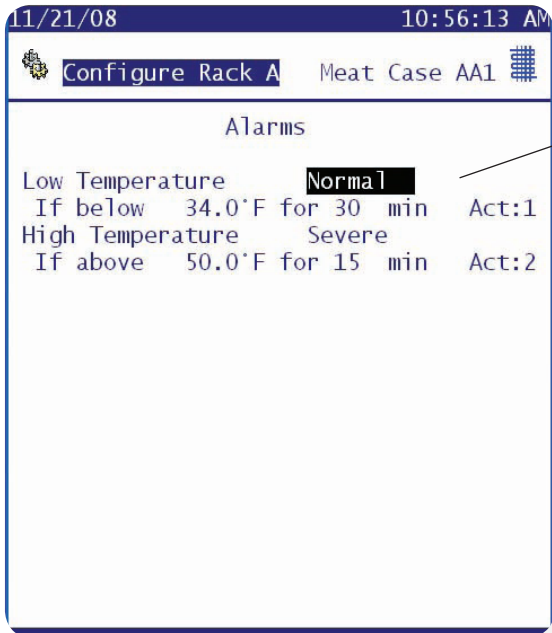 11/21/08 10:56:13 AM
Configure Rack A Meat Case AA1
Alarms
Low Temperature Normal
If below 34.0°F for 30 min Act:1
High Temperature Severe
If above 50.0°F for 15 min Act:2